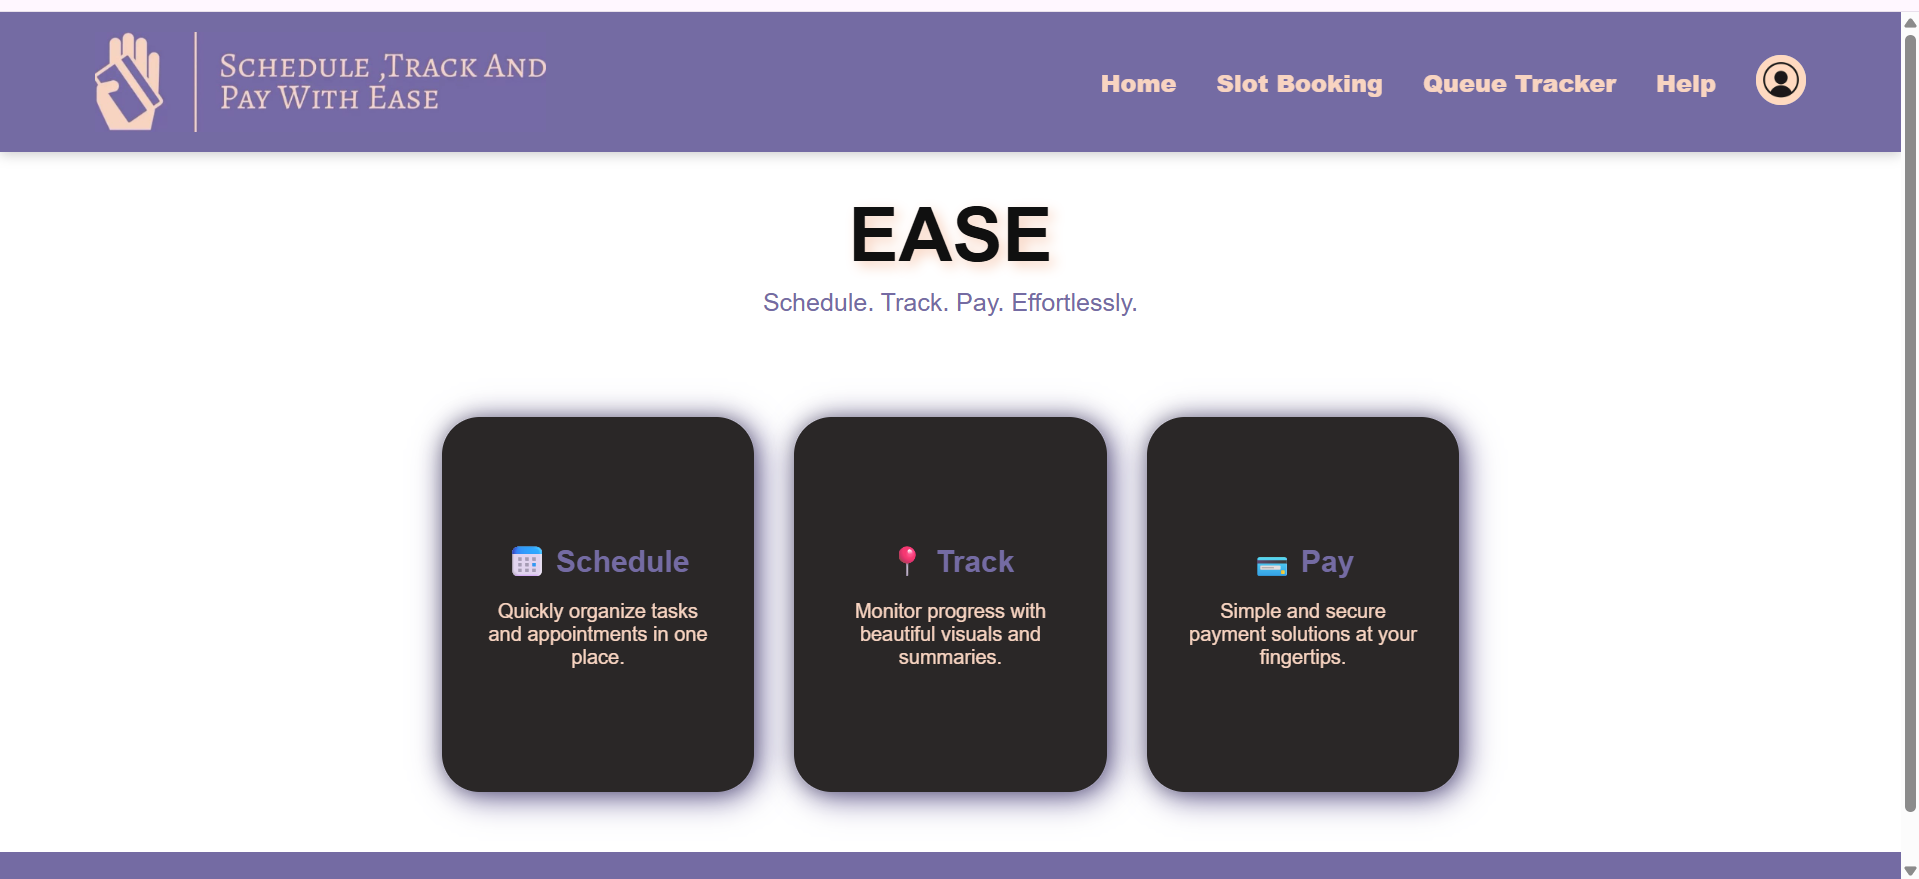 Schedule ,Track And
Pay With Ease
Home Slot Booking Queue Tracker Help
EASE
Schedule. Track. Pay. Effortlessly.
Schedule
Quickly organize tasks
and appointments in one
place.
Track
Monitor progress with
beautiful visuals and
summaries.
Pay
Simple and secure
payment solutions at your
fingertips.